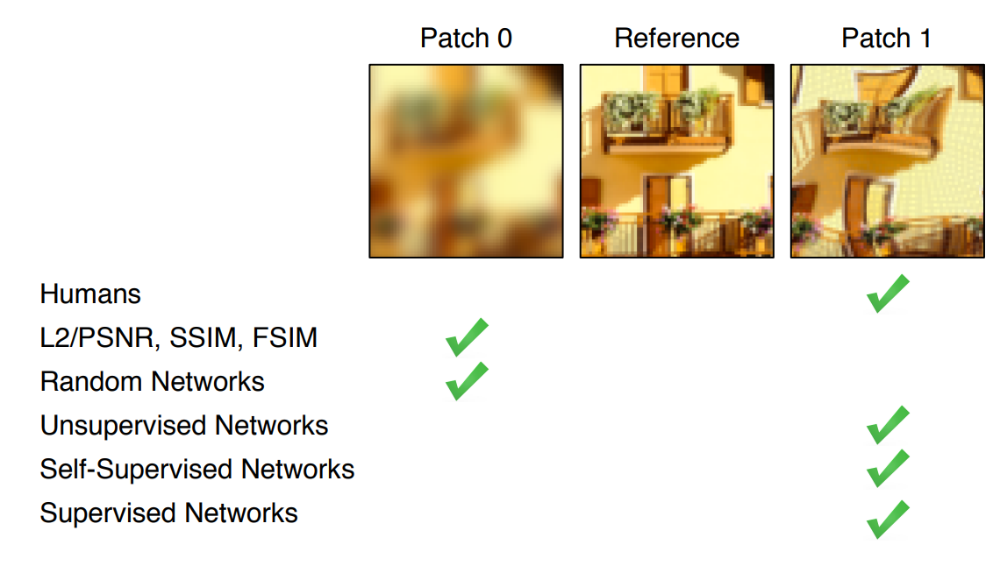 Patch 0 Reference Patch 1
Humans
L2/PSNR, SSIM, FSIM
Random Networks
Unsupervised Networks
Self-Supervised Networks
Supervised Networks